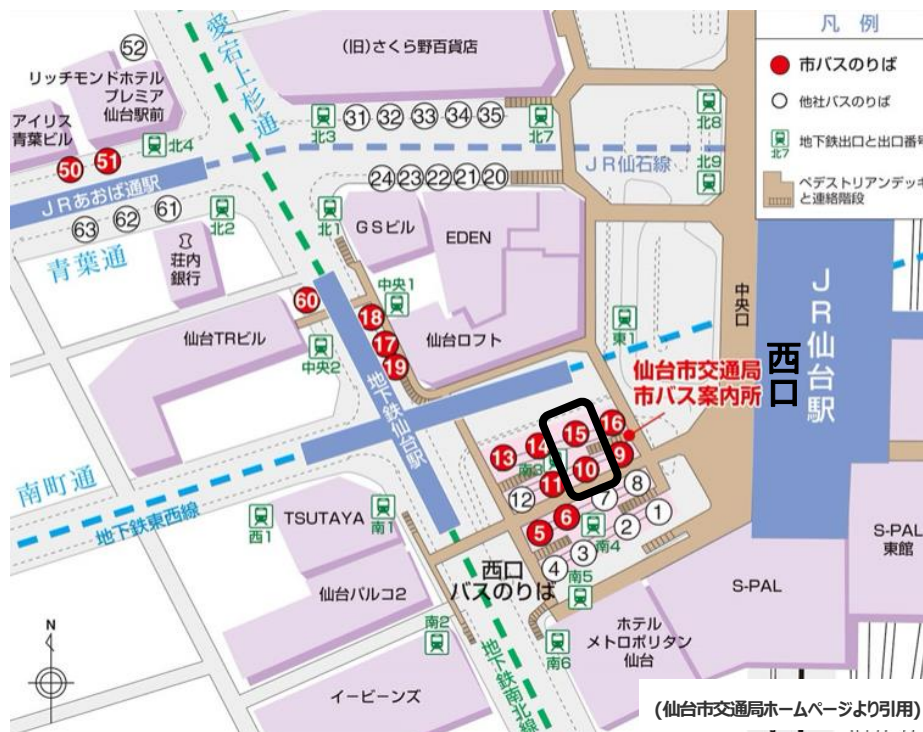 52
リッチモンドホテル
プレミア
仙台駅前
アイリス
青葉ビル
50
51
北4
JRあおば通駅
63
62
61
北2
青葉通
荘内
銀行
愛宕上杉通
(旧)さくら野百貨店
北3
31
32
33
34
35
北7
北8
北9
JR仙石線
24
23
22
21
20
北1
GSビル
EDEN
中央1
60
18
17
19
仙台ロフト
仙台TRビル
中央2
地下鉄仙台駅
東1
中央口
JR仙台駅
西口
仙台市交通局
市バス案内所
13
14
15
16
南3
12
11
10
9
5
6
7
8
南4
4
3
2
1
南5
南町通
地下鉄東西線
西1
TSUTAYA
南1
仙台パルコ2
南2
イービーンズ
西口
バスのりば
地下鉄南北線
南6
ホテル
メトロポリタン
仙台
S-PAL
S-PAL
東館
N
凡 例
市バスのりば
他社バスのりば
北7
地下鉄出口と出口番号
ペデストリアンデッキ
と連絡階段
(仙台市交通局ホームページより引用)